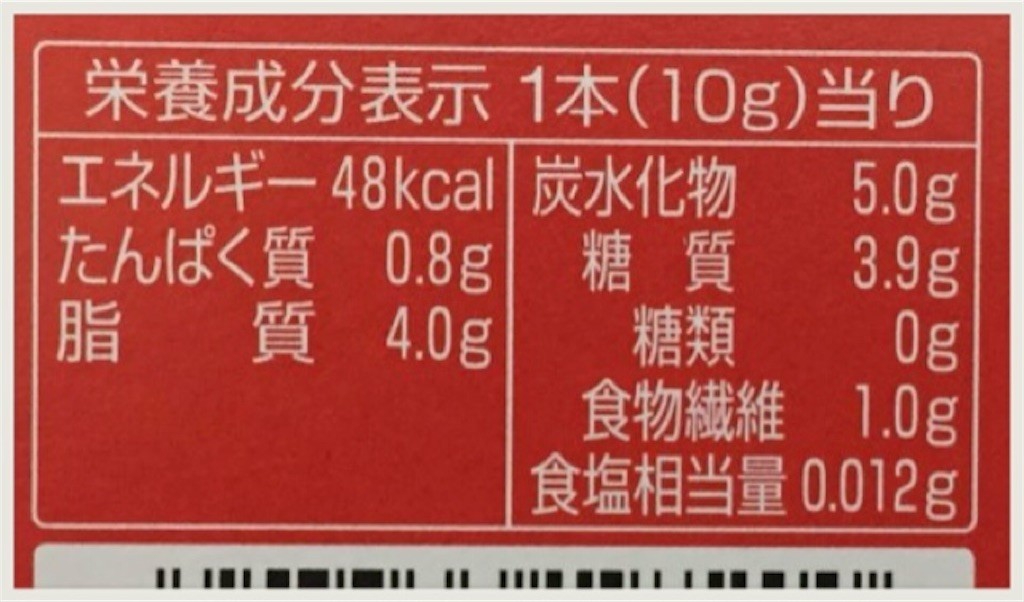 栄養成分表示 1本(10g)当り
エネルギー 48kcal
たんぱく質 0.8g
脂質 4.0g
炭水化物 5.0g
糖質 3.9g
糖類 0g
食物繊維 1.0g
食塩相当量 0.012g